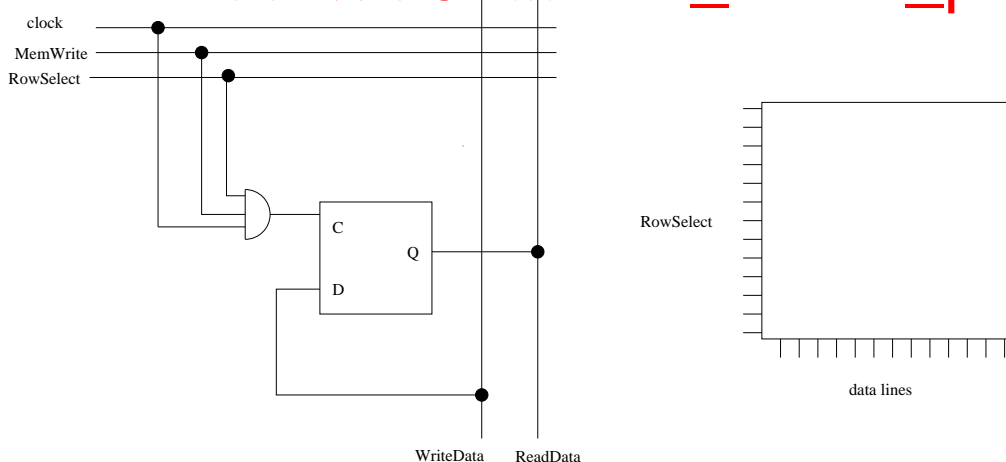 clock
MemWrite
RowSelect
C
Q
D
RowSelect
data lines
WriteData
ReadData